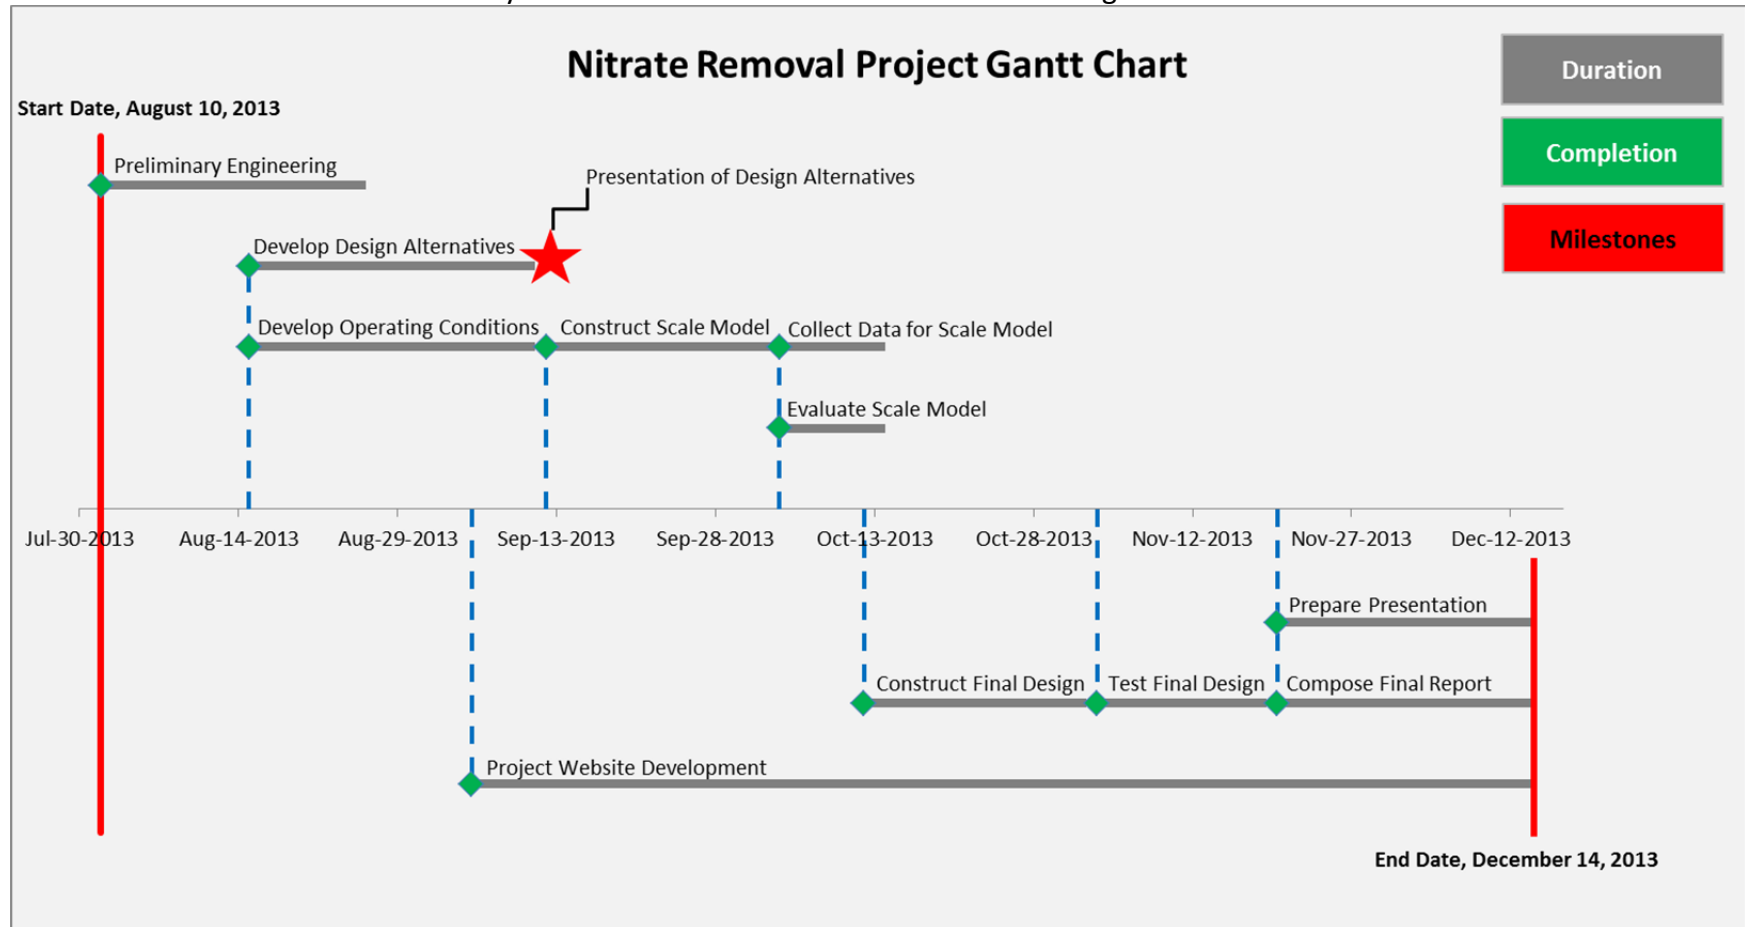 Nitrate Removal Project Gantt Chart
Duration
Completion
Milestones
Start Date, August 10, 2013
Preliminary Engineering
Presentation of Design Alternatives
Develop Design Alternatives
Develop Operating Conditions
Construct Scale Model
Collect Data for Scale Model
Evaluate Scale Model
Jul-30-2013
Aug-14-2013
Aug-29-2013
Sep-13-2013
Sep-28-2013
Oct-13-2013
Oct-28-2013
Nov-12-2013
Nov-27-2013
Dec-12-2013
Prepare Presentation
Construct Final Design
Test Final Design
Compose Final Report
Project Website Development
End Date, December 14, 2013